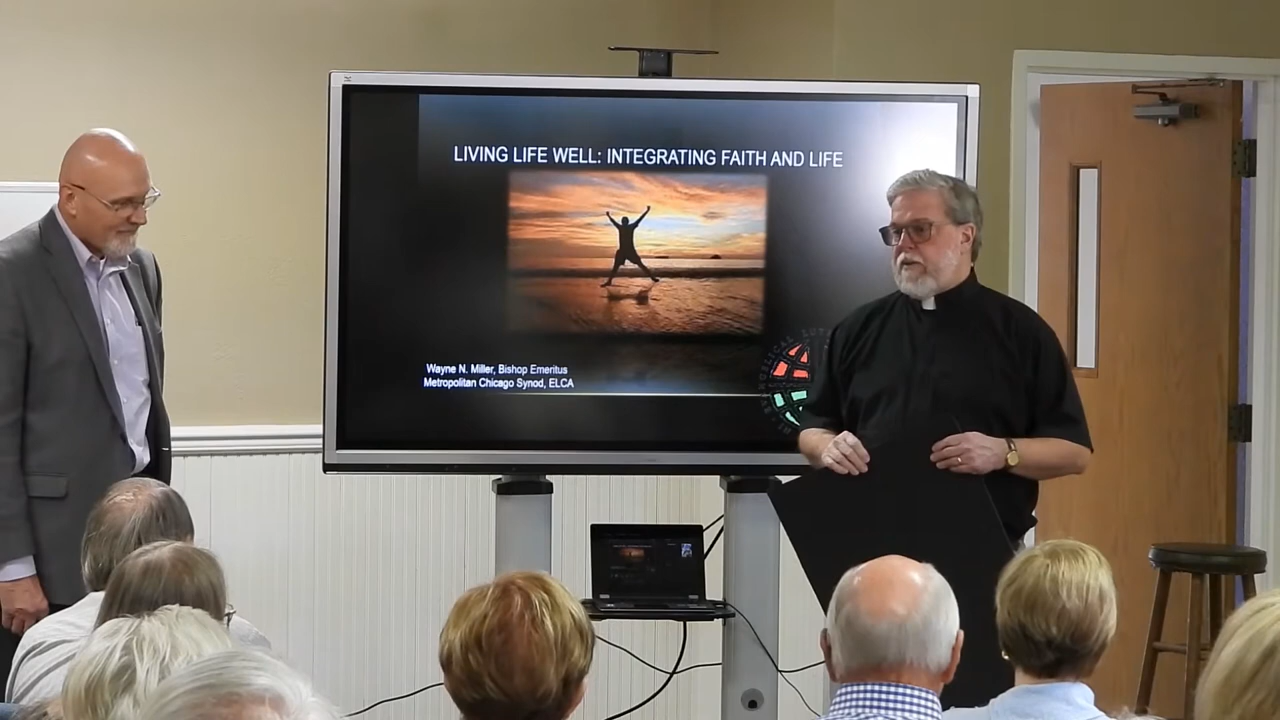 LIVING LIFE WELL: INTEGRATING FAITH AND LIFE
Wayne N. Miller, Bishop Emeritus
Metropolitan Chicago Synod, ELCA